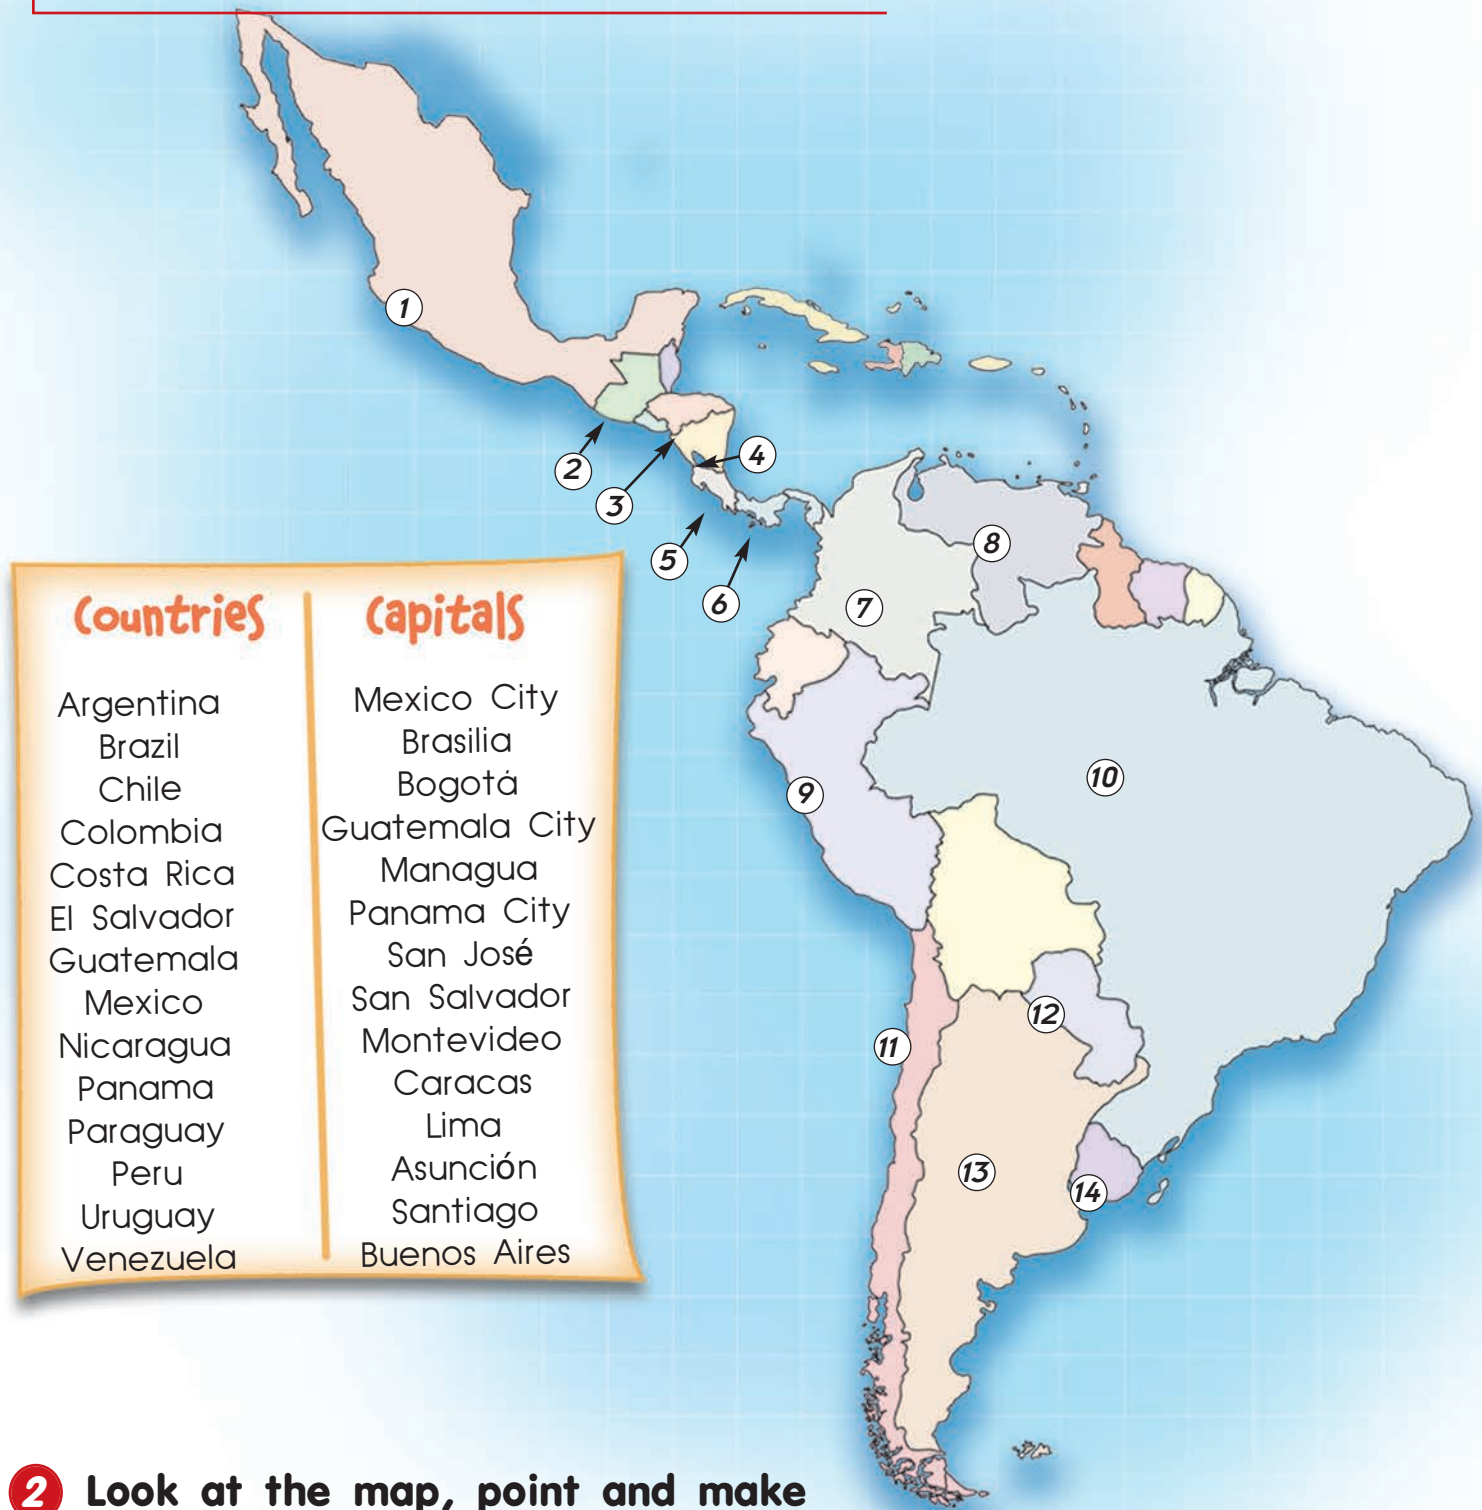 1
2
3
4
5
6
7
8
9
10
11
12
13
14
Countries
Argentina
Brazil
Chile
Colombia
Costa Rica
El Salvador
Guatemala
Mexico
Nicaragua
Panama
Paraguay
Peru
Uruguay
Venezuela
Capitals
Mexico City
Brasilia
Bogotá
Guatemala City
Managua
Panama City
San José
San Salvador
Montevideo
Caracas
Lima
Asunción
Santiago
Buenos Aires
2 Look at the map, point and make